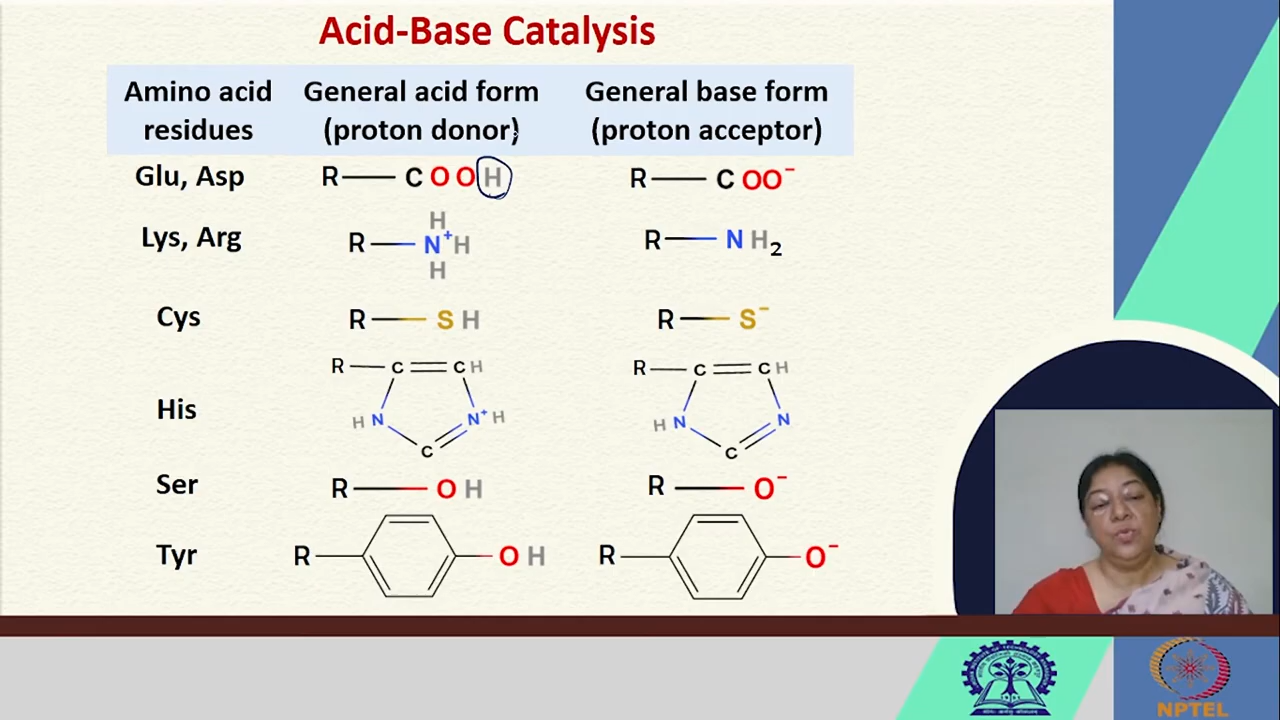 Acid-Base Catalysis
Amino acid residues General acid form (proton donor) General base form (proton acceptor)
Glu, Asp R — C O O H R — C OO⁻
H
Lys, Arg R — N⁺ H R — N H₂
H
Cys R — S H R — S⁻
R — C = C H R — C = C H
His H N N⁺ H H N N
C C
Ser R — O H R — O⁻
Tyr R O H R O⁻
NPTEL